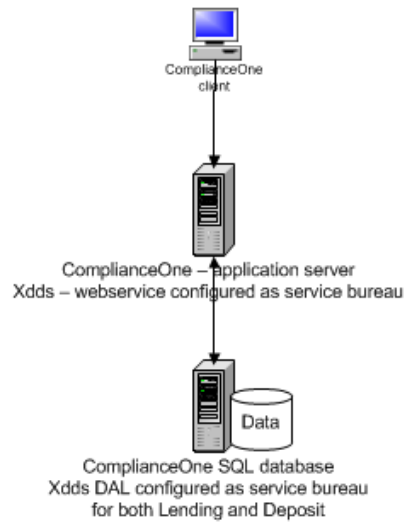 ComplianceOne
client
ComplianceOne – application server
Xdds – webservice configured as service bureau
Data
ComplianceOne SQL database
Xdds DAL configured as service bureau
for both Lending and Deposit